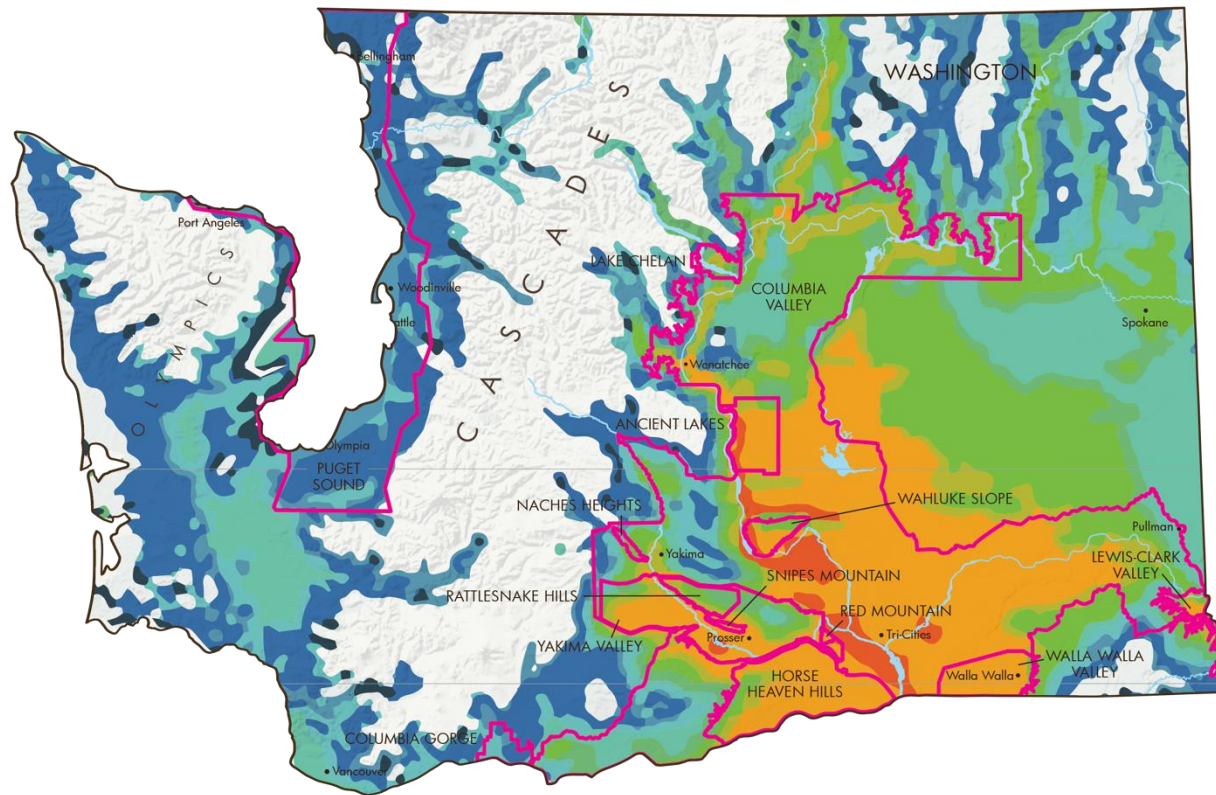 WASHINGTON
Bellingham
CASCADES
Port Angeles
OLYMPICS
LAKE CHELAN
COLUMBIA
VALLEY
Woodinville
attle
Spokane
Wenatchee
ANCIENT LAKES
Olympia
PUGET
SOUND
NACHES HEIGHTS
WAHLUKE SLOPE
Pullman
Yakima
LEWIS-CLARK
VALLEY
SNIPES MOUNTAIN
RATTLESNAKE HILLS
RED MOUNTAIN
YAKIMA VALLEY
Prosser
Tri-Cities
WALLA WALLA
VALLEY
Walla Walla
HORSE
HEAVEN HILLS
COLUMBIA GORGE
Vancouver